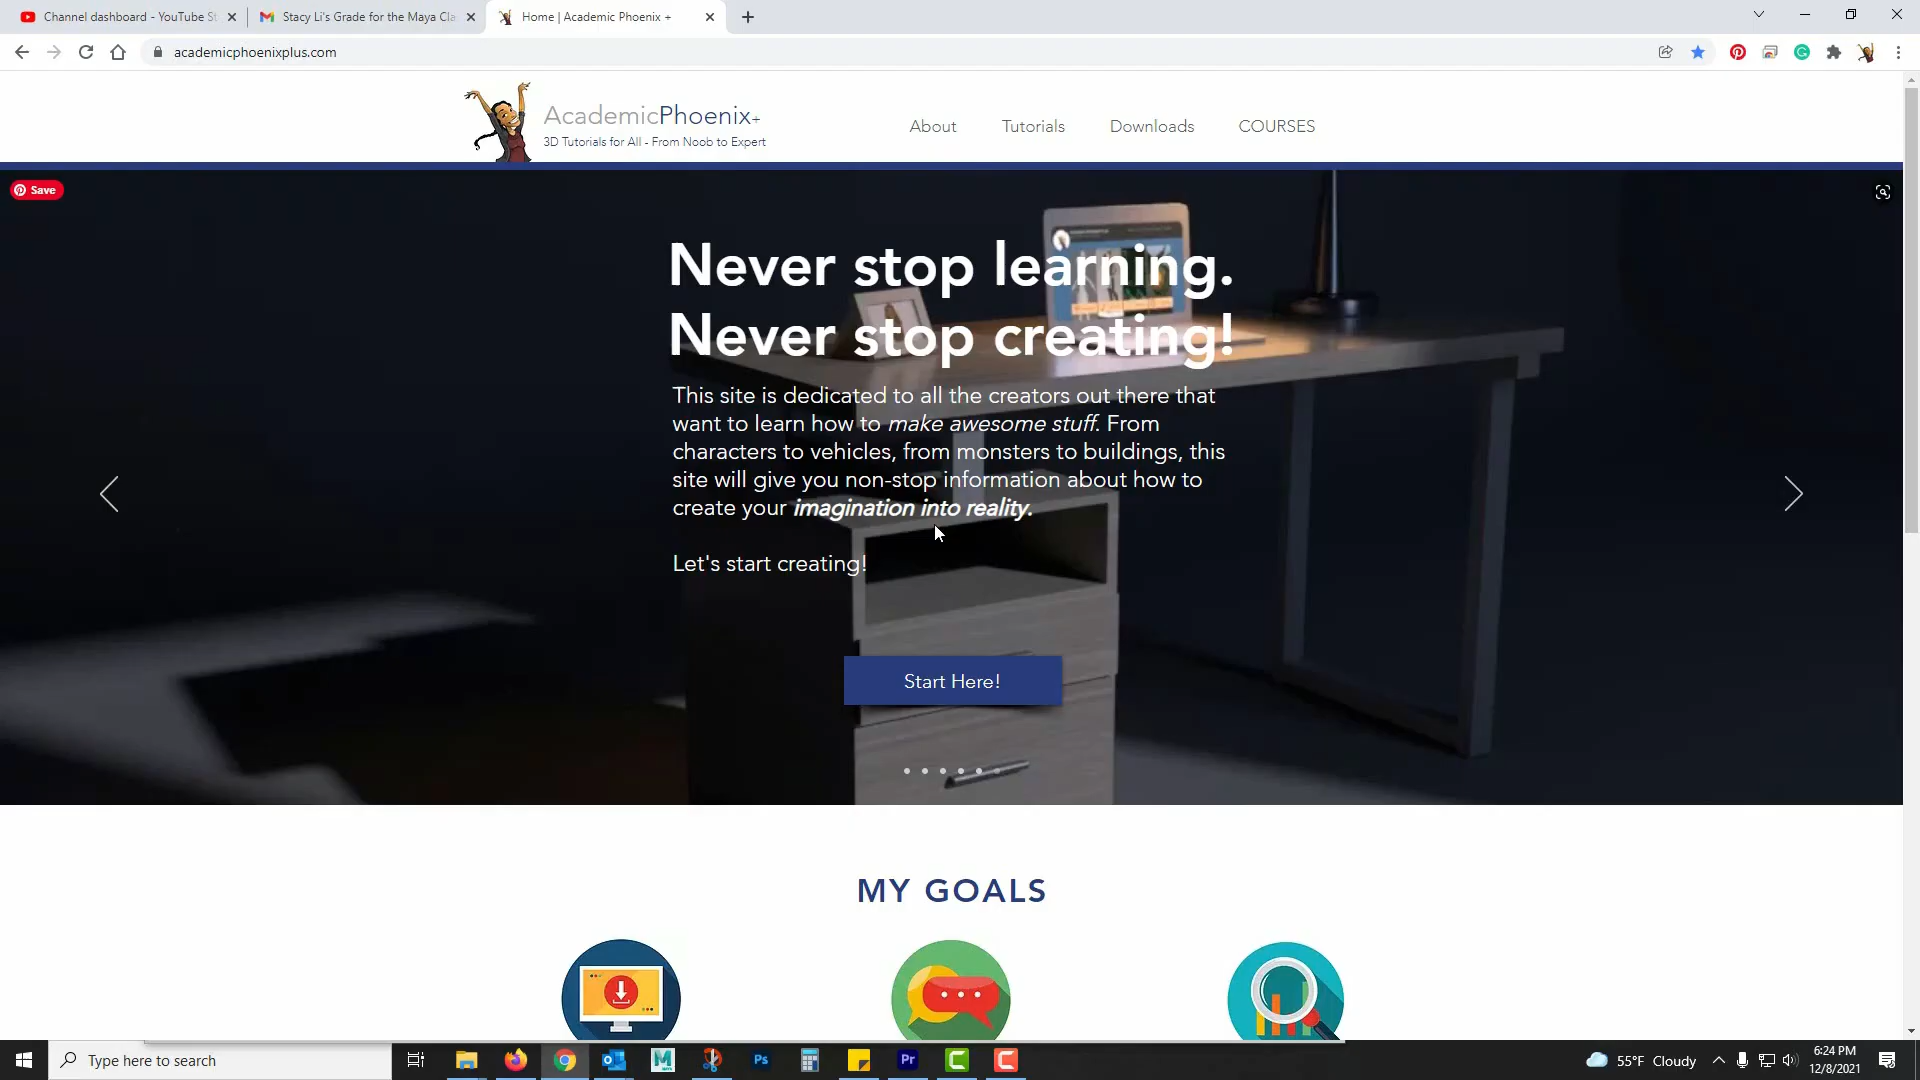 Channel dashboard - YouTube St
Stacy Li's Grade for the Maya Cla
Home | Academic Phoenix +
academicphoenixplus.com
AcademicPhoenix+
3D Tutorials for All - From Noob to Expert
About
Tutorials
Downloads
COURSES
Save
Never stop learning.
Never stop creating!
This site is dedicated to all the creators out there that
want to learn how to make awesome stuff. From
characters to vehicles, from monsters to buildings, this
site will give you non-stop information about how to
create your imagination into reality.
Let's start creating!
Start Here!
MY GOALS
Type here to search
M
Ps
Pr
55°F Cloudy
6:24 PM
12/8/2021